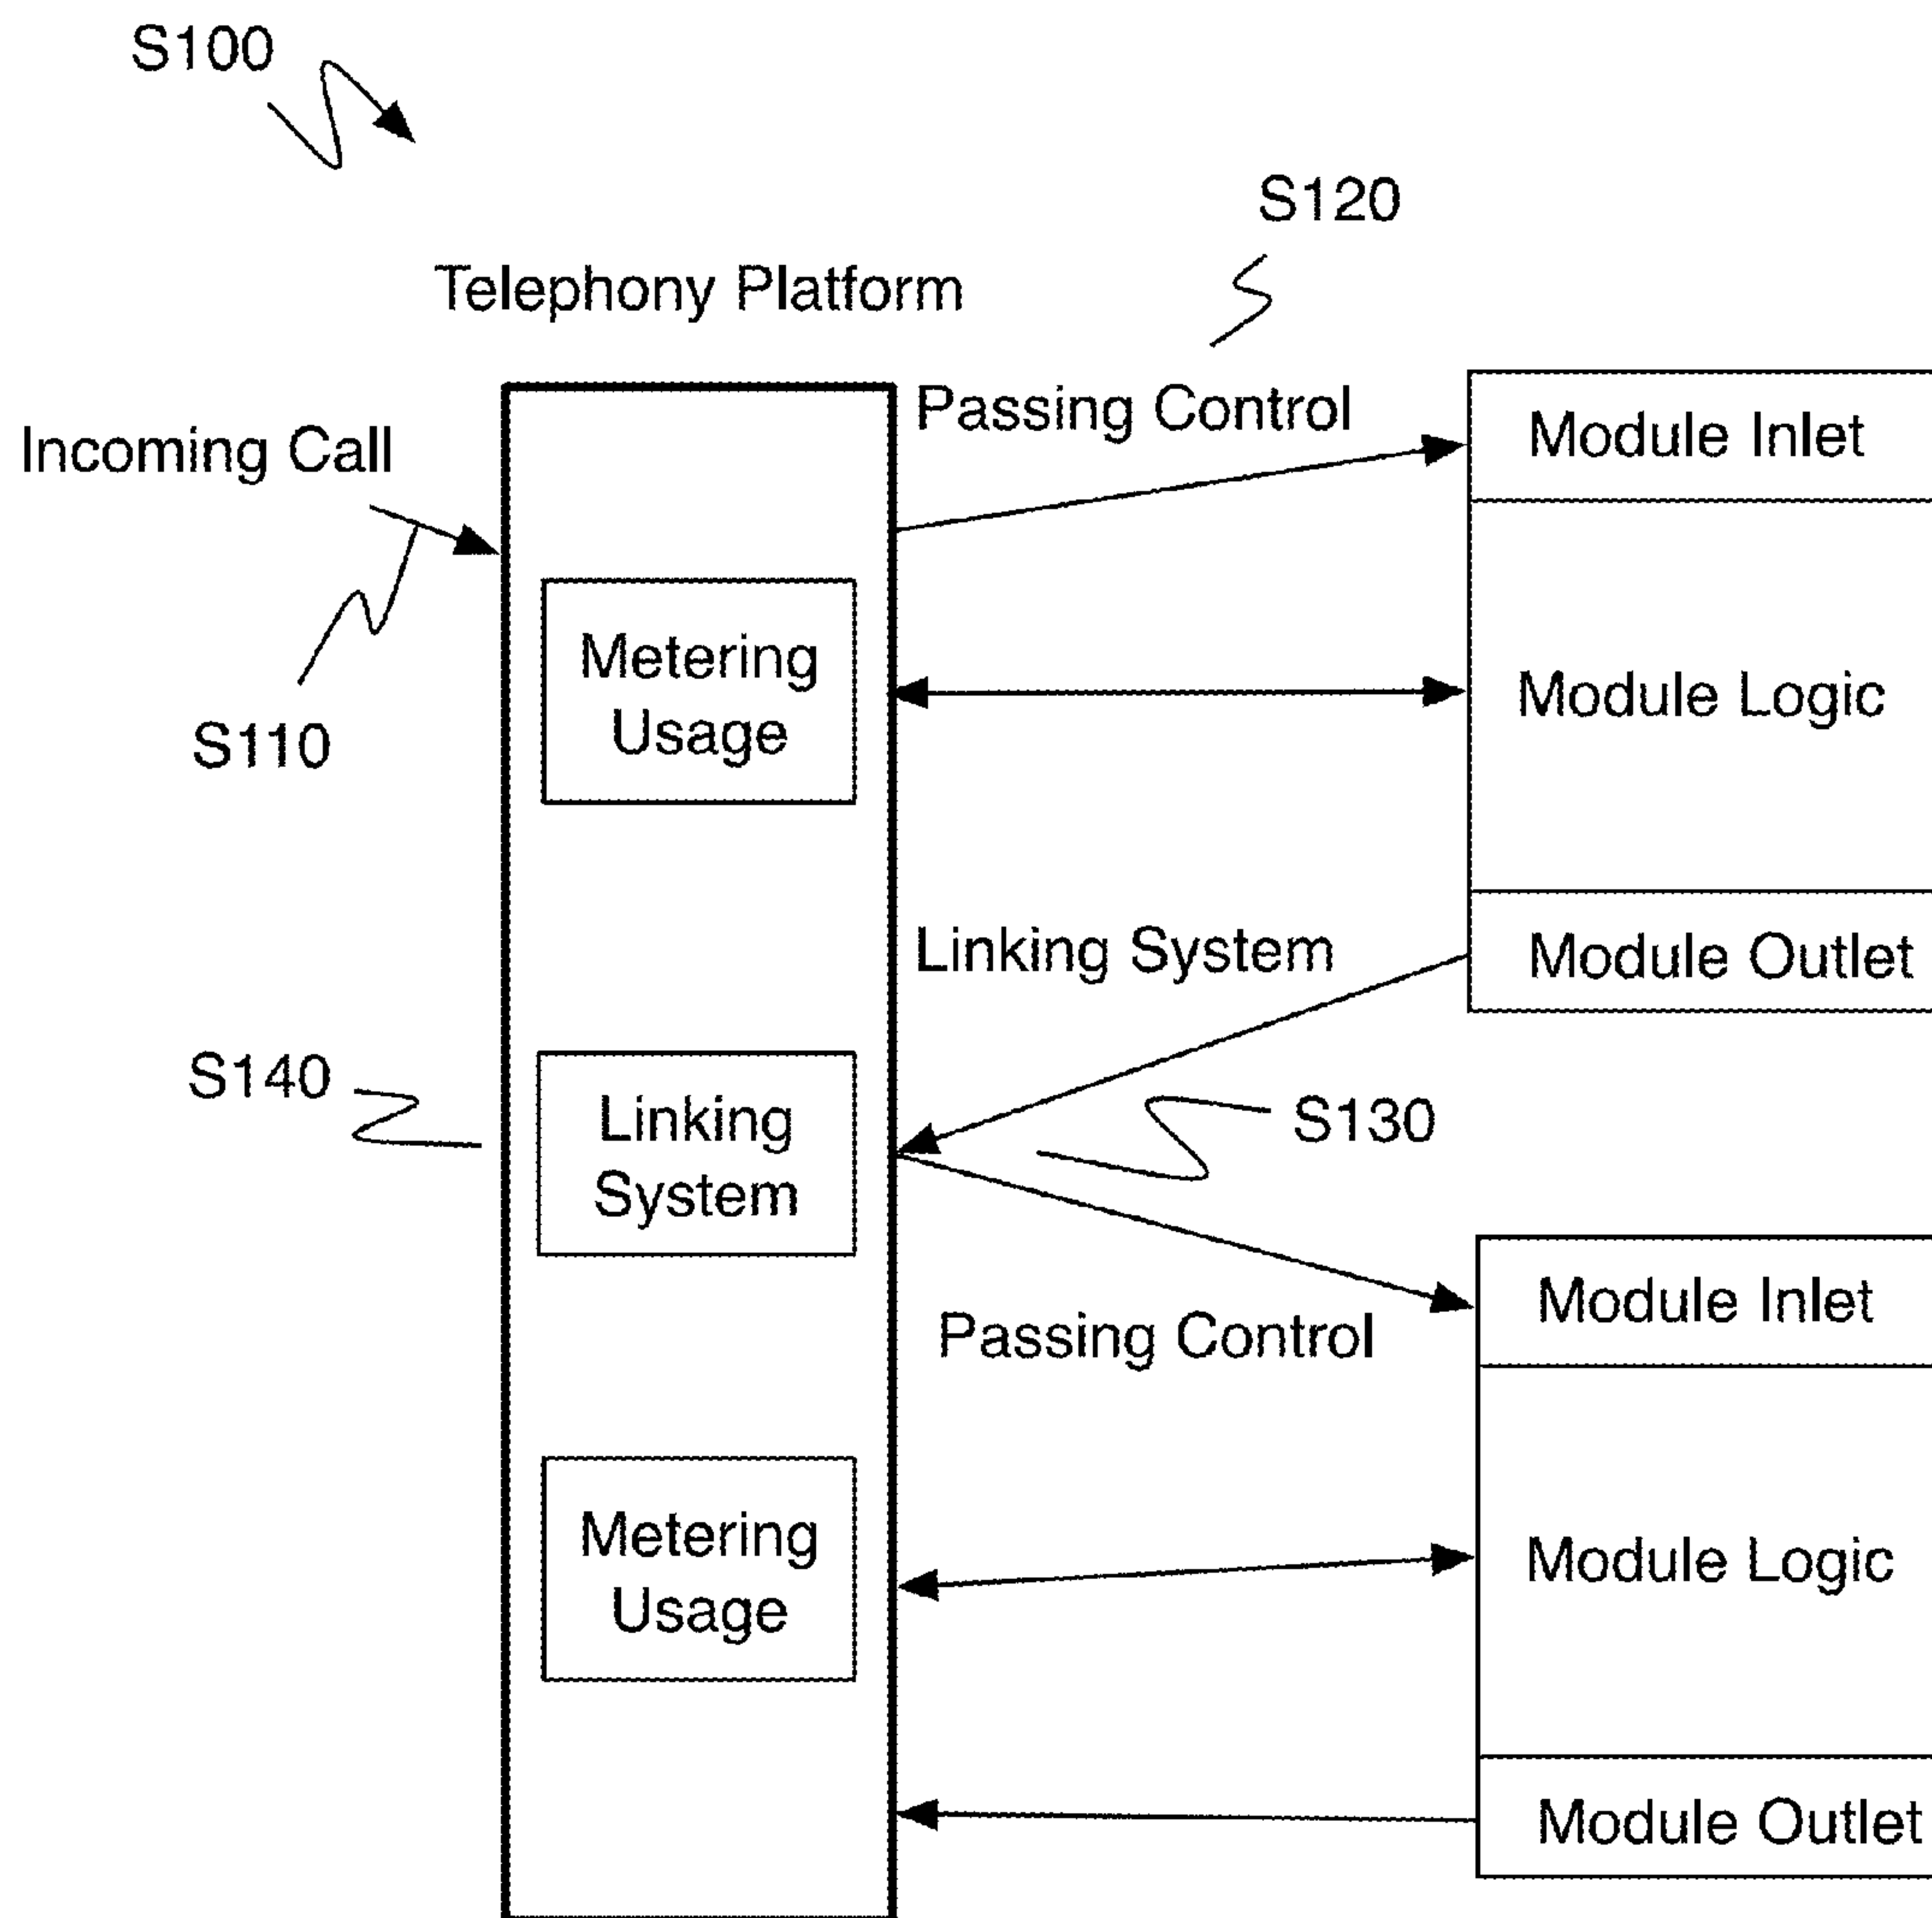 S100
S120
Telephony Platform
Passing Control
Module Inlet
Incoming Call
Metering
Usage
Module Logic
S110
Linking System
Module Outlet
S140
Linking
System
S130
Module Inlet
Passing Control
Metering
Usage
Module Logic
Module Outlet